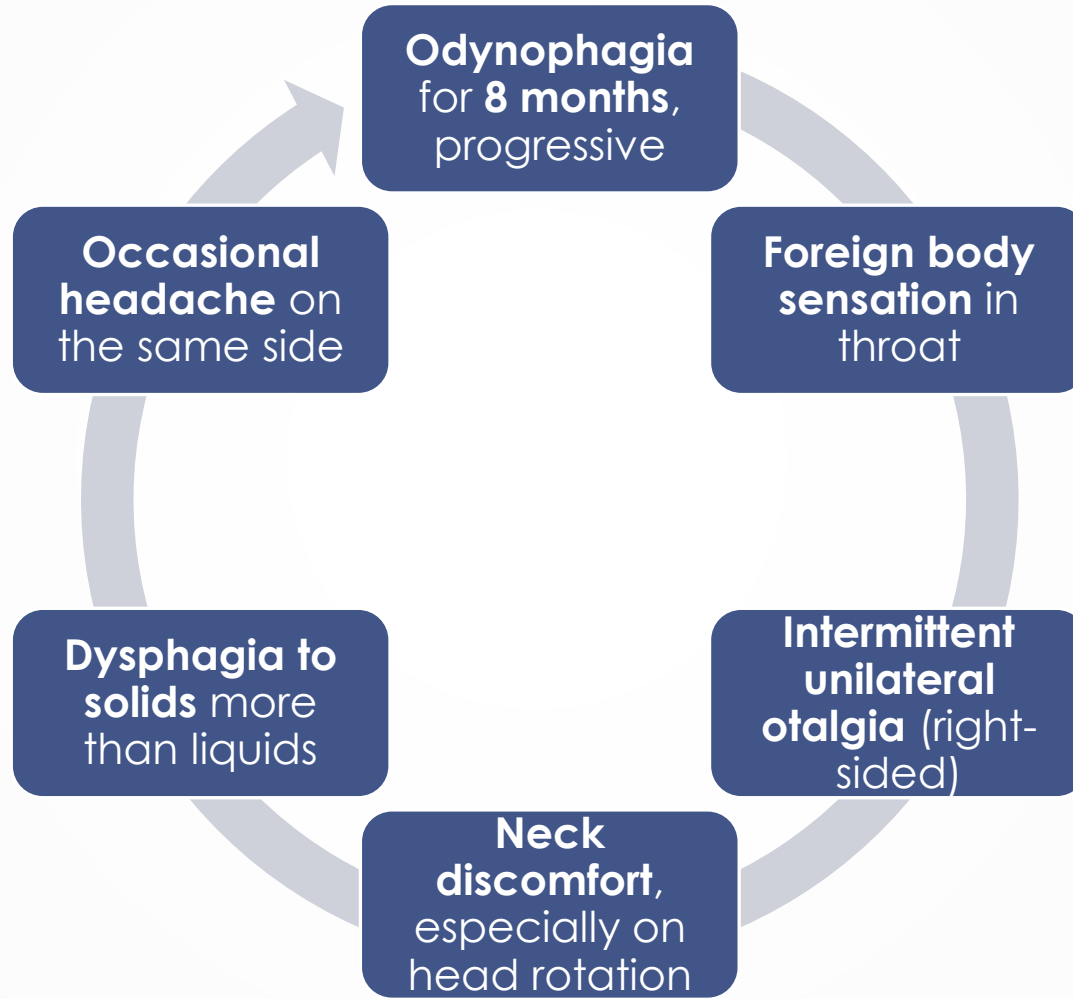 Odynophagia
for 8 months,
progressive
Foreign body
sensation in
throat
Intermittent
unilateral
otalgia (right-
sided)
Neck
discomfort,
especially on
head rotation
Dysphagia to
solids more
than liquids
Occasional
headache on
the same side